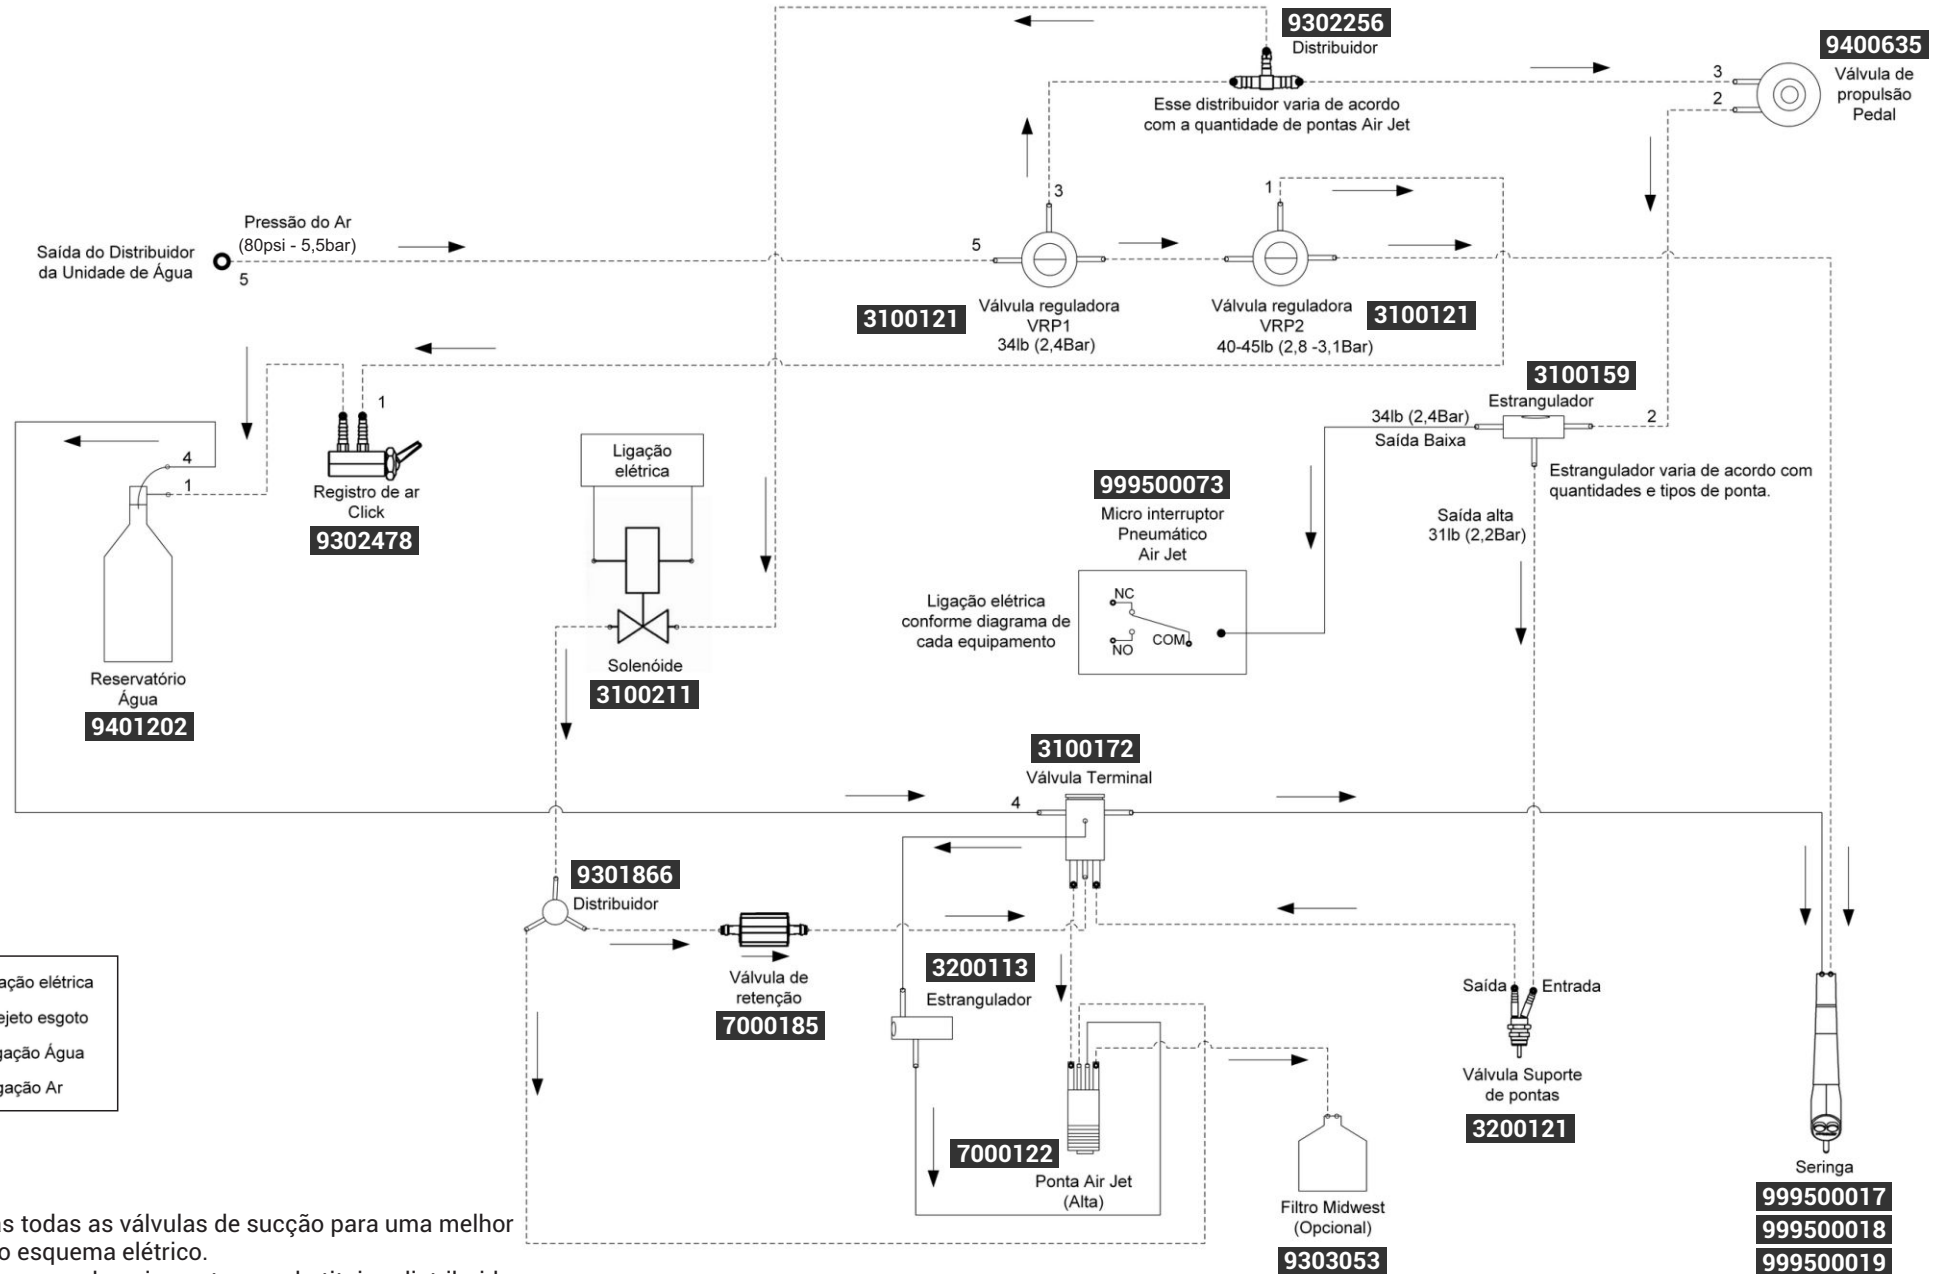 9302256
Distribuidor
9400635
Válvula de
propulsão
Pedal
3
2
Esse distribuidor varia de acordo
com a quantidade de pontas Air Jet
Saída do Distribuidor
da Unidade de Água
Pressão do Ar
(80psi - 5,5bar)
5
5
3
1
3100121
Válvula reguladora
VRP1
34lb (2,4Bar)
Válvula reguladora
VRP2
40-45lb (2,8 -3,1Bar)
3100121
3100159
Estrangulador
34lb (2,4Bar)
Saída Baixa
2
Estrangulador varia de acordo com
quantidades e tipos de ponta.
Saída alta
31lb (2,2Bar)
1
4
1
Registro de ar
Click
9302478
Ligação
elétrica
Solenóide
3100211
999500073
Micro interruptor
Pneumático
Air Jet
Ligação elétrica
conforme diagrama de
cada equipamento
NC
NO
COM
Reservatório
Água
9401202
3100172
Válvula Terminal
4
9301866
Distribuidor
Válvula de
retenção
7000185
3200113
Estrangulador
7000122
Ponta Air Jet
(Alta)
Filtro Midwest
(Opcional)
9303053
Saída
Entrada
Válvula Suporte
de pontas
3200121
Seringa
999500017
999500018
999500019
ação elétrica
ejeto esgoto
gação Água
gação Ar
as todas as válvulas de sucção para uma melhor
o esquema elétrico.